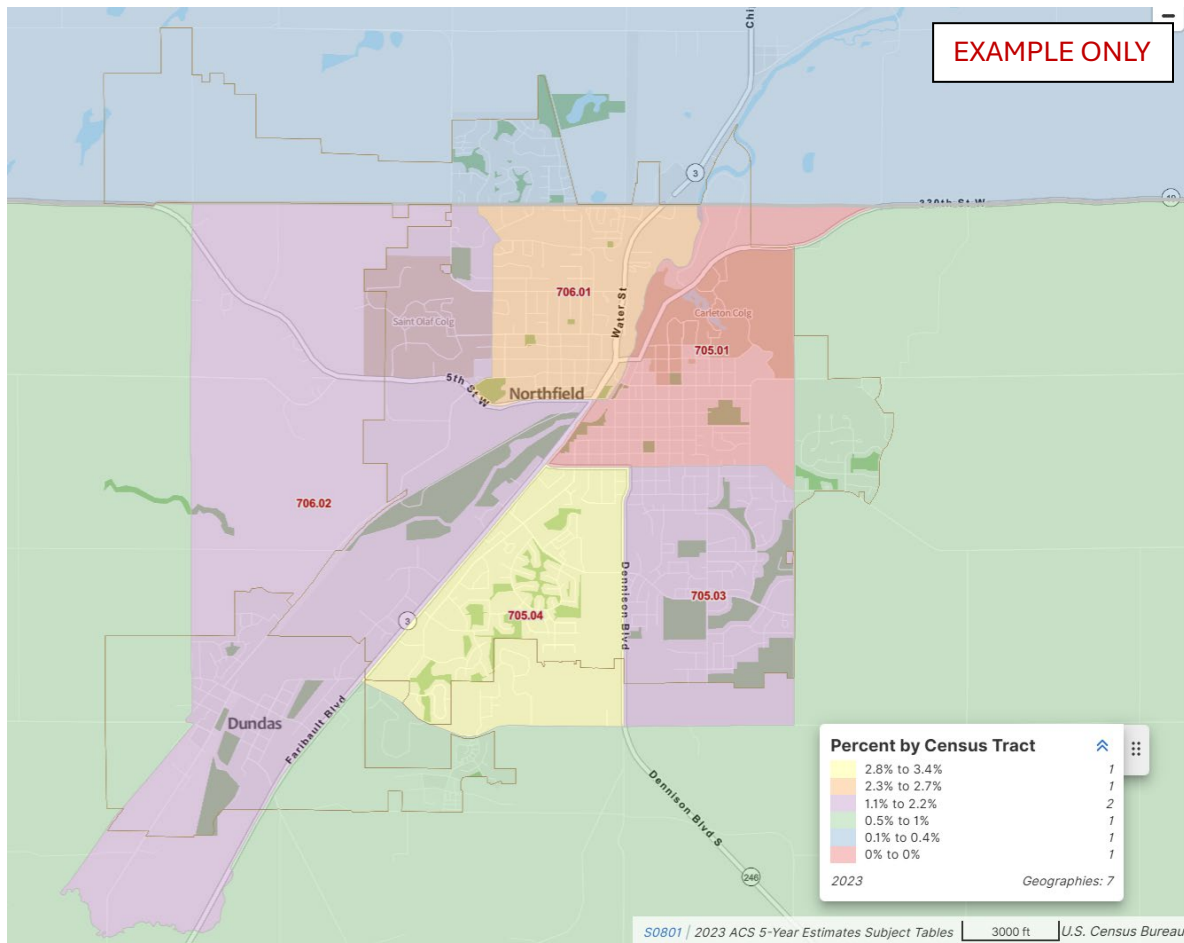 Chi
EXAMPLE ONLY
3
330th St W
19
706.01
Water St
Saint Olaf Colg
Carleton Colg
705.01
5th St W
Northfield
706.02
Dennison Blvd
705.03
705.04
3
Dundas
Faribault Blvd
Dennison Blvd S
246
Percent by Census Tract
2.8% to 3.4% 1
2.3% to 2.7% 1
1.1% to 2.2% 2
0.5% to 1% 1
0.1% to 0.4% 1
0% to 0% 1
2023 Geographies: 7
S0801 | 2023 ACS 5-Year Estimates Subject Tables 3000 ft U.S. Census Bureau